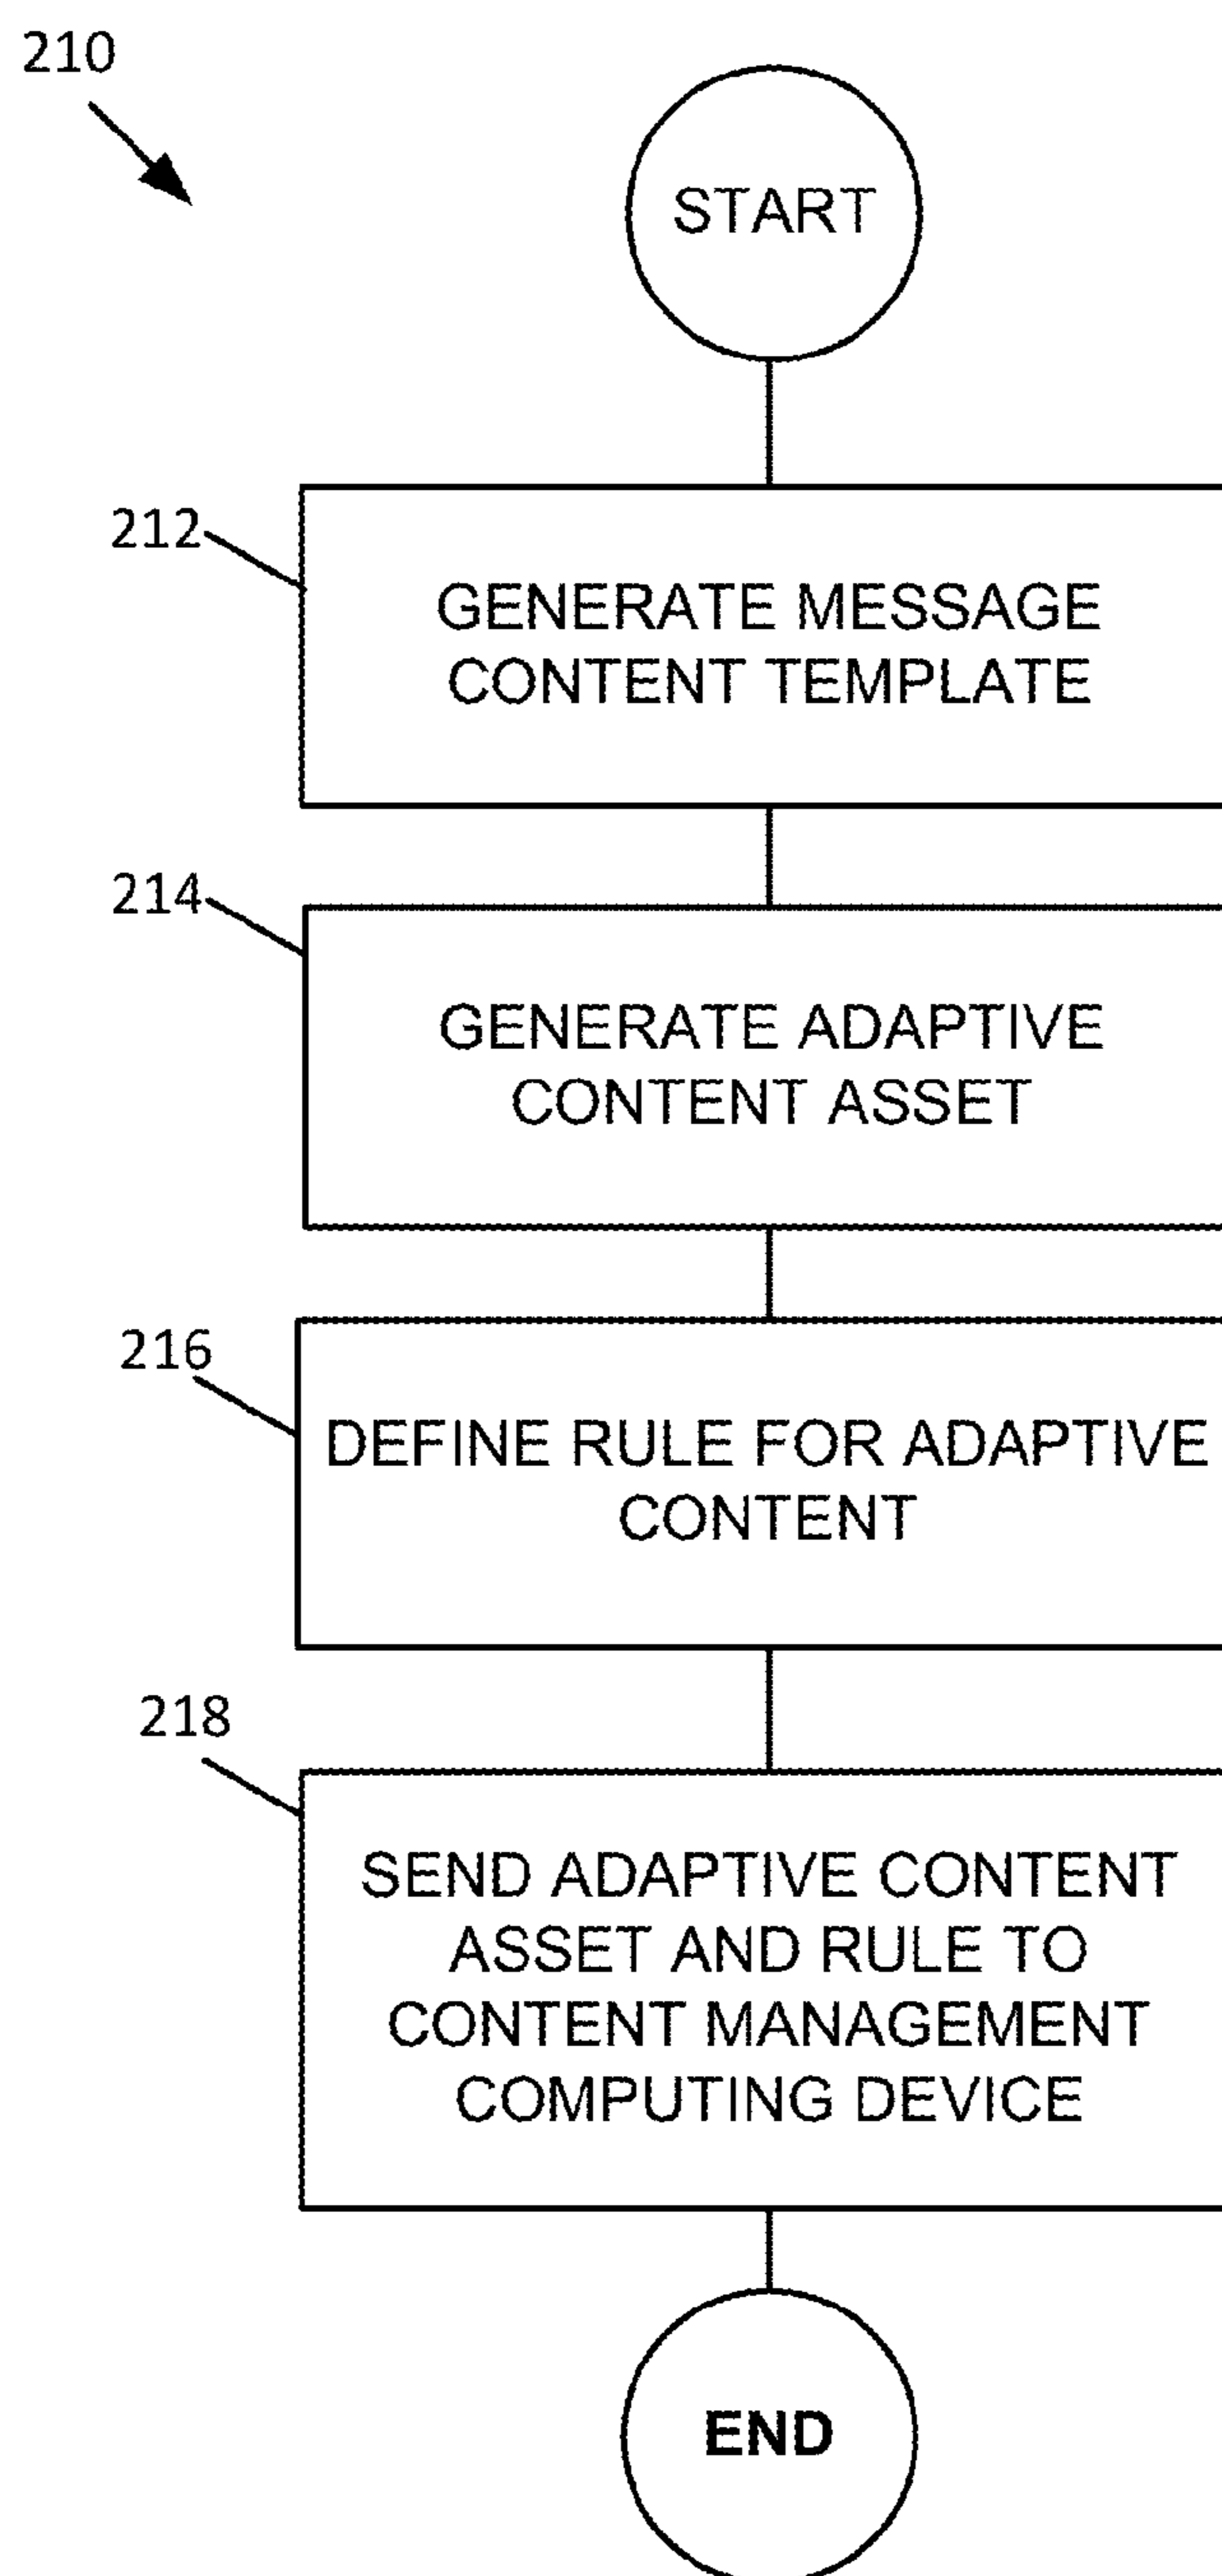 210
START
212
GENERATE MESSAGE
CONTENT TEMPLATE
214
GENERATE ADAPTIVE
CONTENT ASSET
216
DEFINE RULE FOR ADAPTIVE
CONTENT
218
SEND ADAPTIVE CONTENT
ASSET AND RULE TO
CONTENT MANAGEMENT
COMPUTING DEVICE
END